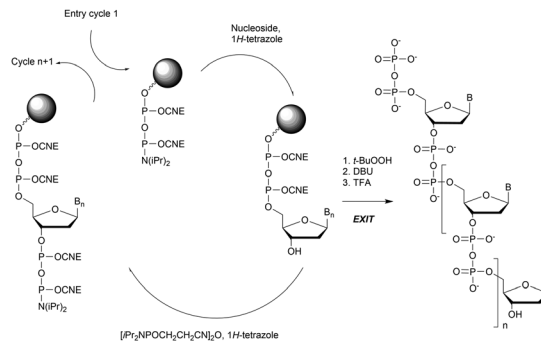 Entry cycle 1
Nucleoside,
1H-tetrazole
Cycle n+1
O
P—OCNE
O
P—OCNE
N(iPr)2
O
P—OCNE
O
P—OCNE
O
O
Bn
O
P—OCNE
O
P—OCNE
N(iPr)2
O
P—OCNE
O
P—OCNE
O
O
Bn
OH
1. t-BuOOH
2. DBU
3. TFA
EXIT
O-
O=P—O-
O
O=P—O
O-
O
B
O
O=P—O-
O
O=P—O
O-
O
B
O
O=P—O-
O
O=P—O
O-
O
OH
n
[iPr2NPOCH2CH2CN]2O, 1H-tetrazole